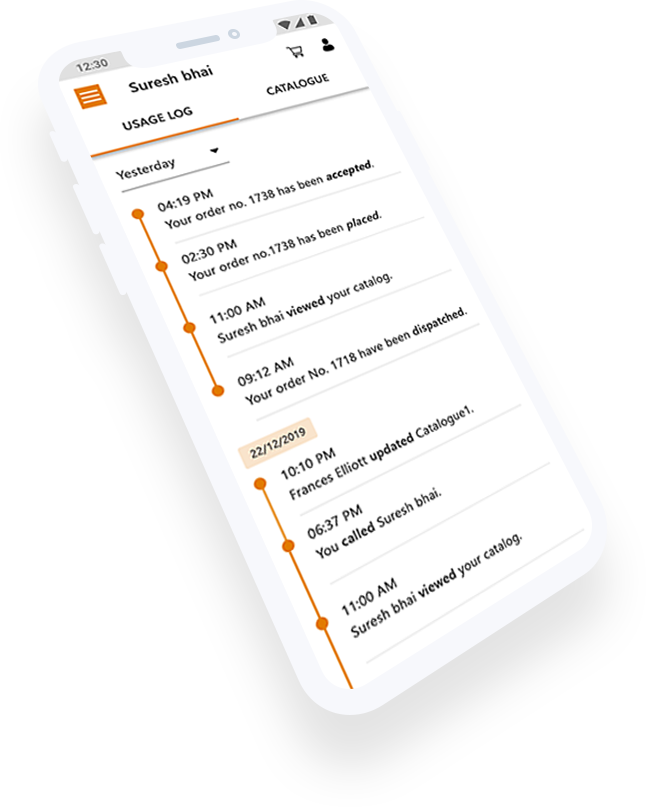 12:30
Suresh bhai
USAGE LOG
CATALOGUE
Yesterday
04:19 PM
Your order no. 1738 has been accepted.
02:30 PM
Your order no.1738 has been placed.
11:00 AM
Suresh bhai viewed your catalog.
09:12 AM
Your order No. 1718 have been dispatched.
22/12/2019
10:10 PM
Frances Elliott updated Catalogue1.
06:37 PM
You called Suresh bhai.
11:00 AM
Suresh bhai viewed your catalog.